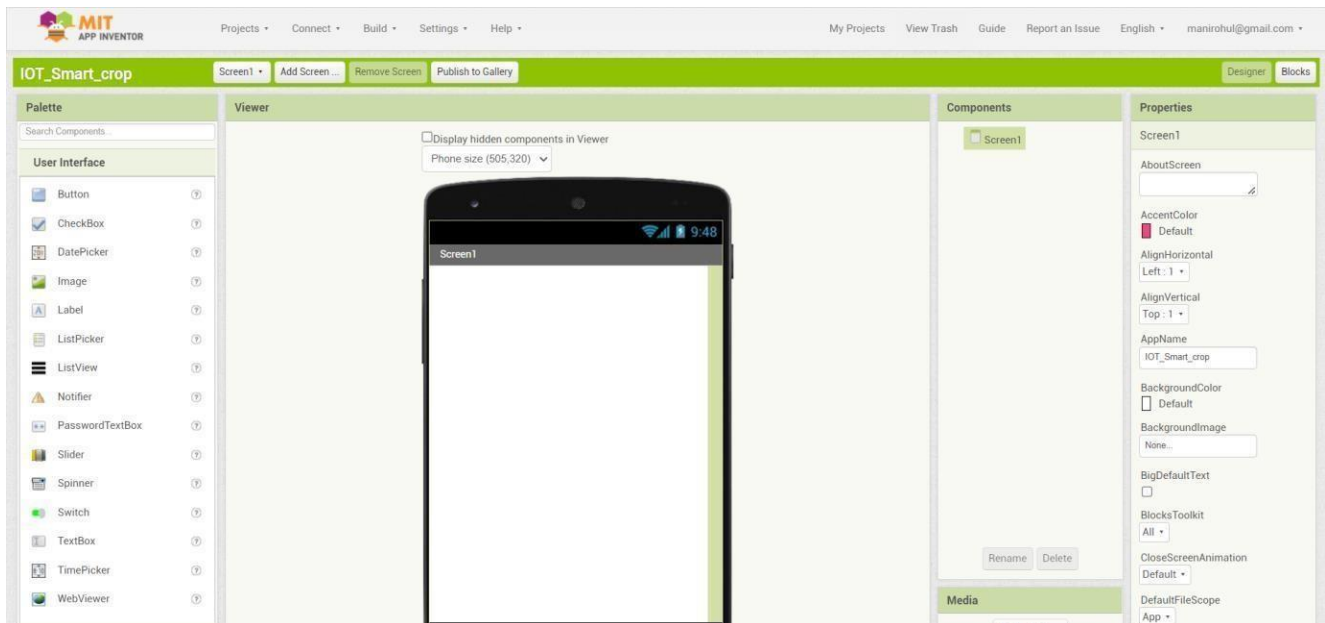 MIT
APP INVENTOR
Projects Connect Build Settings Help My Projects View Trash Guide Report an Issue English manirohul@gmail.com
IOT_Smart_crop Screen1 Add Screen ... Remove Screen Publish to Gallery Designer Blocks
Palette
Search Components...
User Interface
Button
CheckBox
DatePicker
Image
Label
ListPicker
ListView
Notifier
PasswordTextBox
Slider
Spinner
Switch
TextBox
TimePicker
WebViewer
Viewer
Display hidden components in Viewer
Phone size (505,320)
9:48
Screen1
Components
Screen1
Rename Delete
Media
Properties
Screen1
AboutScreen
AccentColor
Default
AlignHorizontal
Left : 1
AlignVertical
Top : 1
AppName
IOT_Smart_crop
BackgroundColor
Default
BackgroundImage
None...
BigDefaultText
BlocksToolkit
All
CloseScreenAnimation
Default
DefaultFileScope
App